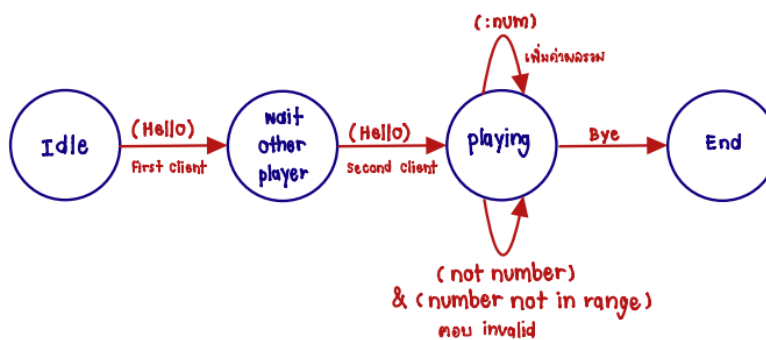 Idle
(Hello)
First Client
wait
other
player
(Hello)
Second Client
(:num)
เพิ่มค่าผลรวม
playing
(not number)
& (number not in range)
ตอบ invalid
Bye
End